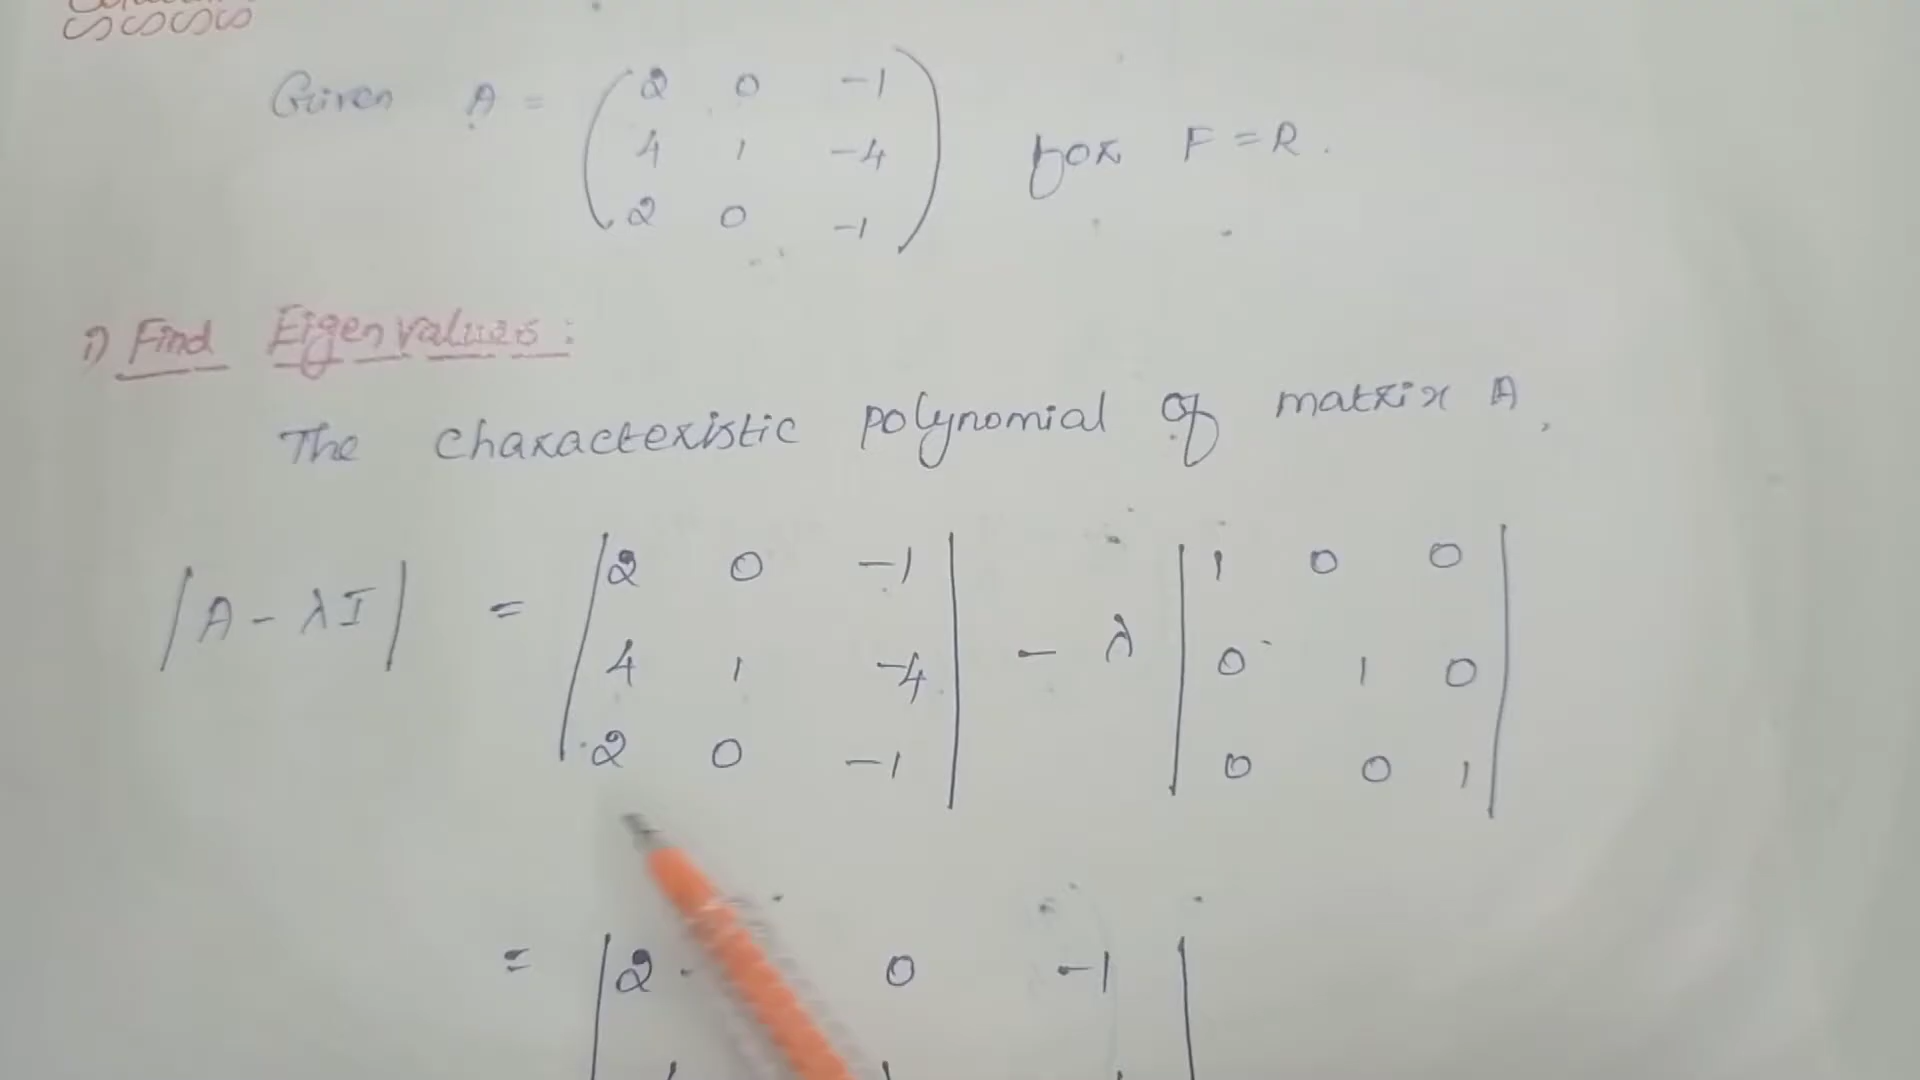 Given A = ( 2 0 -1
4 1 -4
2 0 -1 ) for F = R.
i) Find Eigen values :
The characteristic polynomial of matrix A.
|A - λI| = | 2 0 -1 | - λ | 1 0 0 |
| 4 1 -4 | | 0 1 0 |
| 2 0 -1 | | 0 0 1 |
= | 2 - 0 -1 |